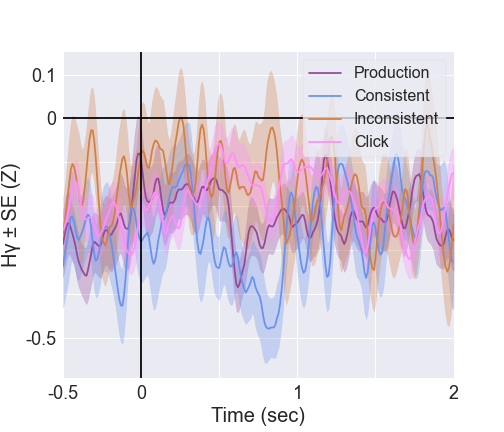 Production
Consistent
Inconsistent
Click
0.1
0
-0.5
Hγ ± SE (Z)
-0.5
0
1
2
Time (sec)